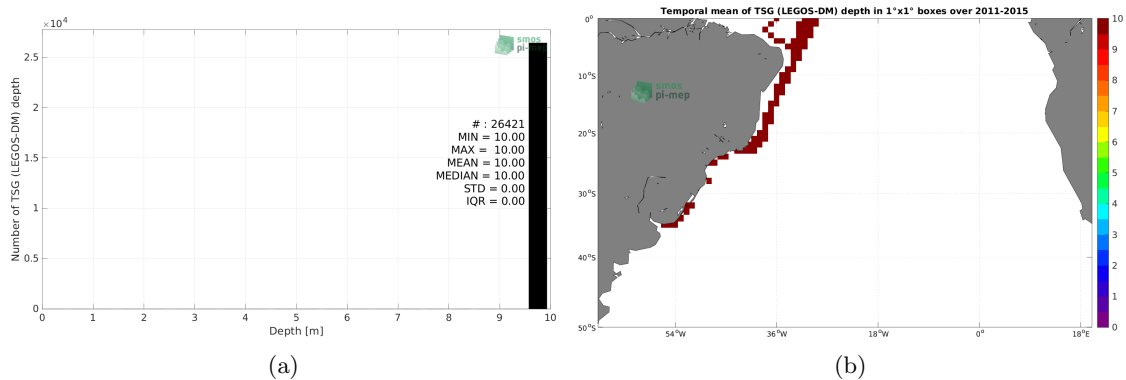 ×10⁴
2.5
2
1.5
1
0.5
0
Number of TSG (LEGOS-DM) depth
smos
pi-mep
# : 26421
MIN = 10.00
MAX = 10.00
MEAN = 10.00
MEDIAN = 10.00
STD = 0.00
IQR = 0.00
0 1 2 3 4 5 6 7 8 9 10
Depth [m]
(a)
Temporal mean of TSG (LEGOS-DM) depth in 1°x1° boxes over 2011-2015
0°
10°S
20°S
30°S
40°S
50°S
smos
pi-mep
54°W 36°W 18°W 0° 18°E
10
9
8
7
6
5
4
3
2
1
0
(b)